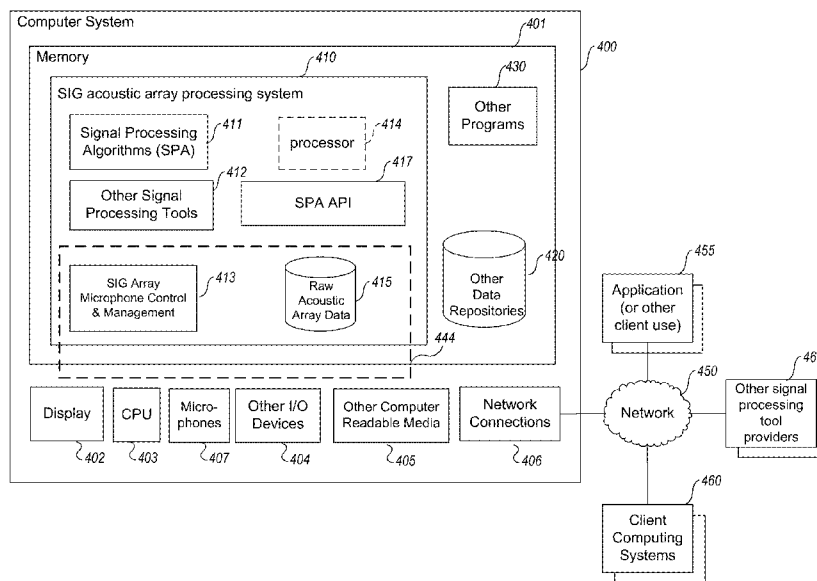 Computer System
401
400
Memory
410
430
SIG acoustic array processing system
Other
Programs
Signal Processing
Algorithms (SPA)
411
processor
414
417
Other Signal
Processing Tools
412
SPA API
SIG Array
Microphone Control
& Management
413
Raw
Acoustic
Array Data
415
Other
Data
Repositories
420
444
455
Application
(or other
client use)
450
Network
46
Other signal
processing
tool
providers
Display
402
CPU
403
Micro-
phones
407
Other I/O
Devices
404
Other Computer
Readable Media
405
Network
Connections
406
460
Client
Computing
Systems